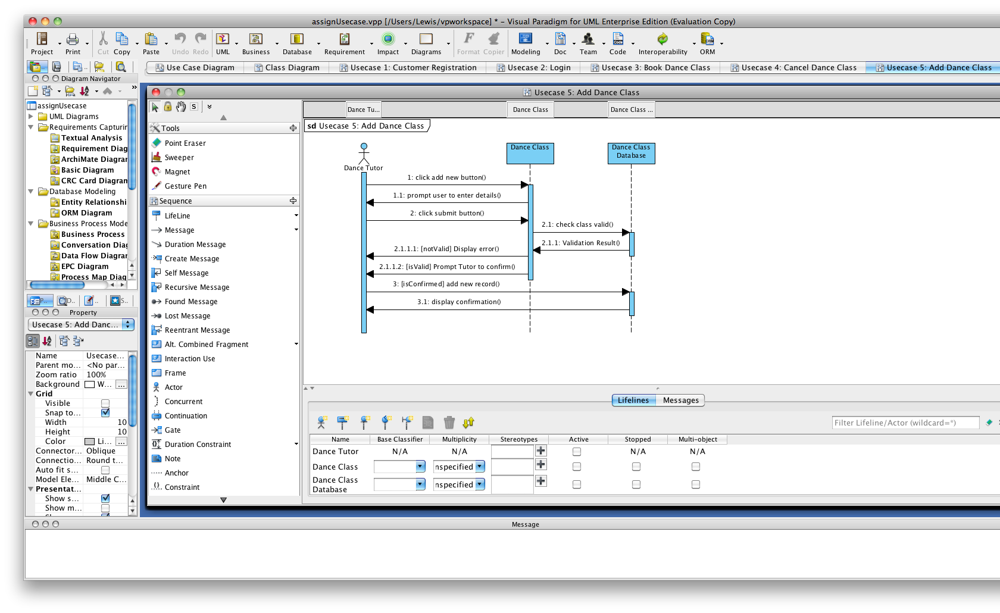 assignUsecase.vpp [/Users/Lewis/vpworkspace] * - Visual Paradigm for UML Enterprise Edition (Evaluation Copy)
Project Print Cut Copy Paste Undo Redo UML Business Database Requirement Impact Diagrams Format Copier Modeling Doc Team Code Interoperability ORM
Use Case Diagram Class Diagram Usecase 1: Customer Registration Usecase 2: Login Usecase 3: Book Dance Class Usecase 4: Cancel Dance Class Usecase 5: Add Dance Class
Diagram Navigator
assignUsecase
UML Diagrams
Requirements Capturin
Textual Analysis
Requirement Diag
ArchiMate Diagrar
Basic Diagram
CRC Card Diagram
Database Modeling
Entity Relationshi
ORM Diagram
Business Process Mode
Business Process
Conversation Diag
Data Flow Diagrar
EPC Diagram
Process Map Diag
P.. D.. .. S..
Property
Usecase 5: Add Danc...
Name Usecase...
Parent mo... <No par...
Zoom ratio 100%
Background W... ...
Grid
Visible
Snap to...
Width 10
Height 10
Color Li... ...
Connector... Oblique
Connectio... Round t...
Auto fit s...
Model Ele... Middle C...
Presentat...
Show s...
Show m...
Usecase 5: Add Dance Class
S
Tools
Point Eraser
Sweeper
Magnet
Gesture Pen
Sequence
LifeLine
Message
Duration Message
Create Message
Self Message
Recursive Message
Found Message
Lost Message
Reentrant Message
Alt. Combined Fragment
Interaction Use
Frame
Actor
Concurrent
Continuation
Gate
Duration Constraint
Note
Anchor
Constraint
Dance Tu... Dance Class Dance Class ...
sd Usecase 5: Add Dance Class
Dance Tutor
Dance Class
Dance Class
Database
1: click add new button()
1.1: prompt user to enter details()
2: click submit button()
2.1: check class valid()
2.1.1: Validation Result()
2.1.1.1: [notValid] Display error()
2.1.1.2: [isValid] Prompt Tutor to confirm()
3: [isConfirmed] add new record()
3.1: display confirmation()
Lifelines Messages
Filter Lifeline/Actor (wildcard=*)
Name Base Classifier Multiplicity Stereotypes Active Stopped Multi-object
Dance Tutor N/A N/A N/A N/A
Dance Class nspecified
Dance Class
Database nspecified
Message